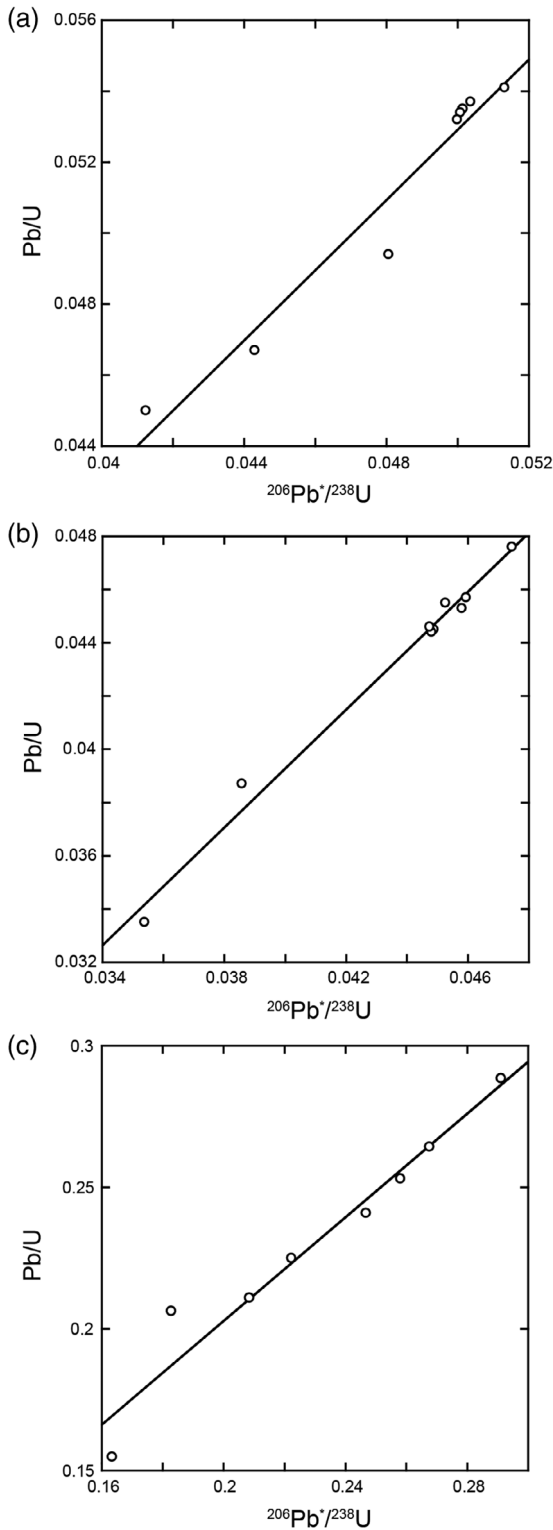 (a)
0.056
0.052
0.048
0.044
Pb/U
0.04 0.044 0.048 0.052
²⁰⁶Pb*/²³⁸U
(b)
0.048
0.044
0.04
0.036
0.032
Pb/U
0.034 0.038 0.042 0.046
²⁰⁶Pb*/²³⁸U
(c)
0.3
0.25
0.2
0.15
Pb/U
0.16 0.2 0.24 0.28
²⁰⁶Pb*/²³⁸U